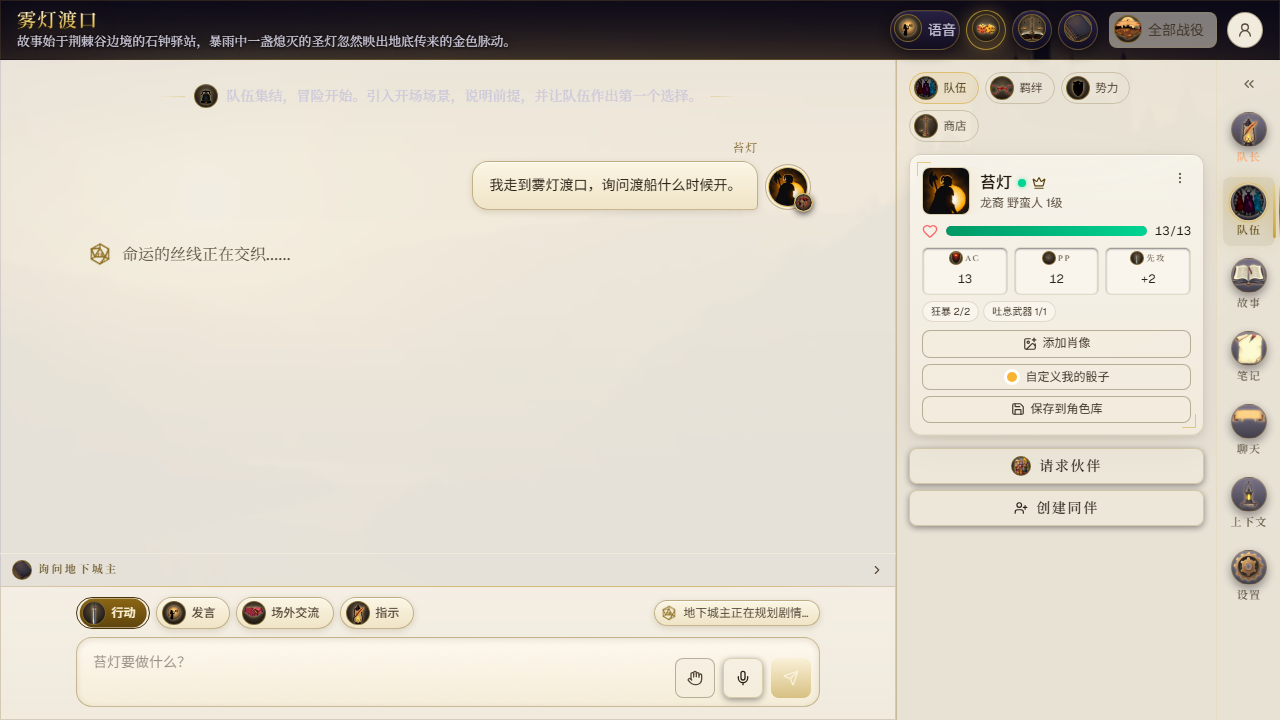 雾灯渡口
故事始于荆棘谷边境的石钟驿站，暴雨中一盏熄灭的圣灯忽然映出地底传来的金色脉动。
语音
全部战役
队伍集结，冒险开始。引入开场场景，说明前提，并让队伍作出第一个选择。
苔灯
我走到雾灯渡口，询问渡船什么时候开。
命运的丝线正在交织......
询问地下城主
行动
发言
场外交流
指示
地下城主正在规划剧情...
苔灯要做什么？
队伍
羁绊
势力
商店
苔灯
龙裔 野蛮人 1级
13/13
AC
13
PP
12
先攻
+2
狂暴 2/2
吐息武器 1/1
添加肖像
自定义我的骰子
保存到角色库
请求伙伴
创建同伴
队长
队伍
故事
笔记
聊天
上下文
设置